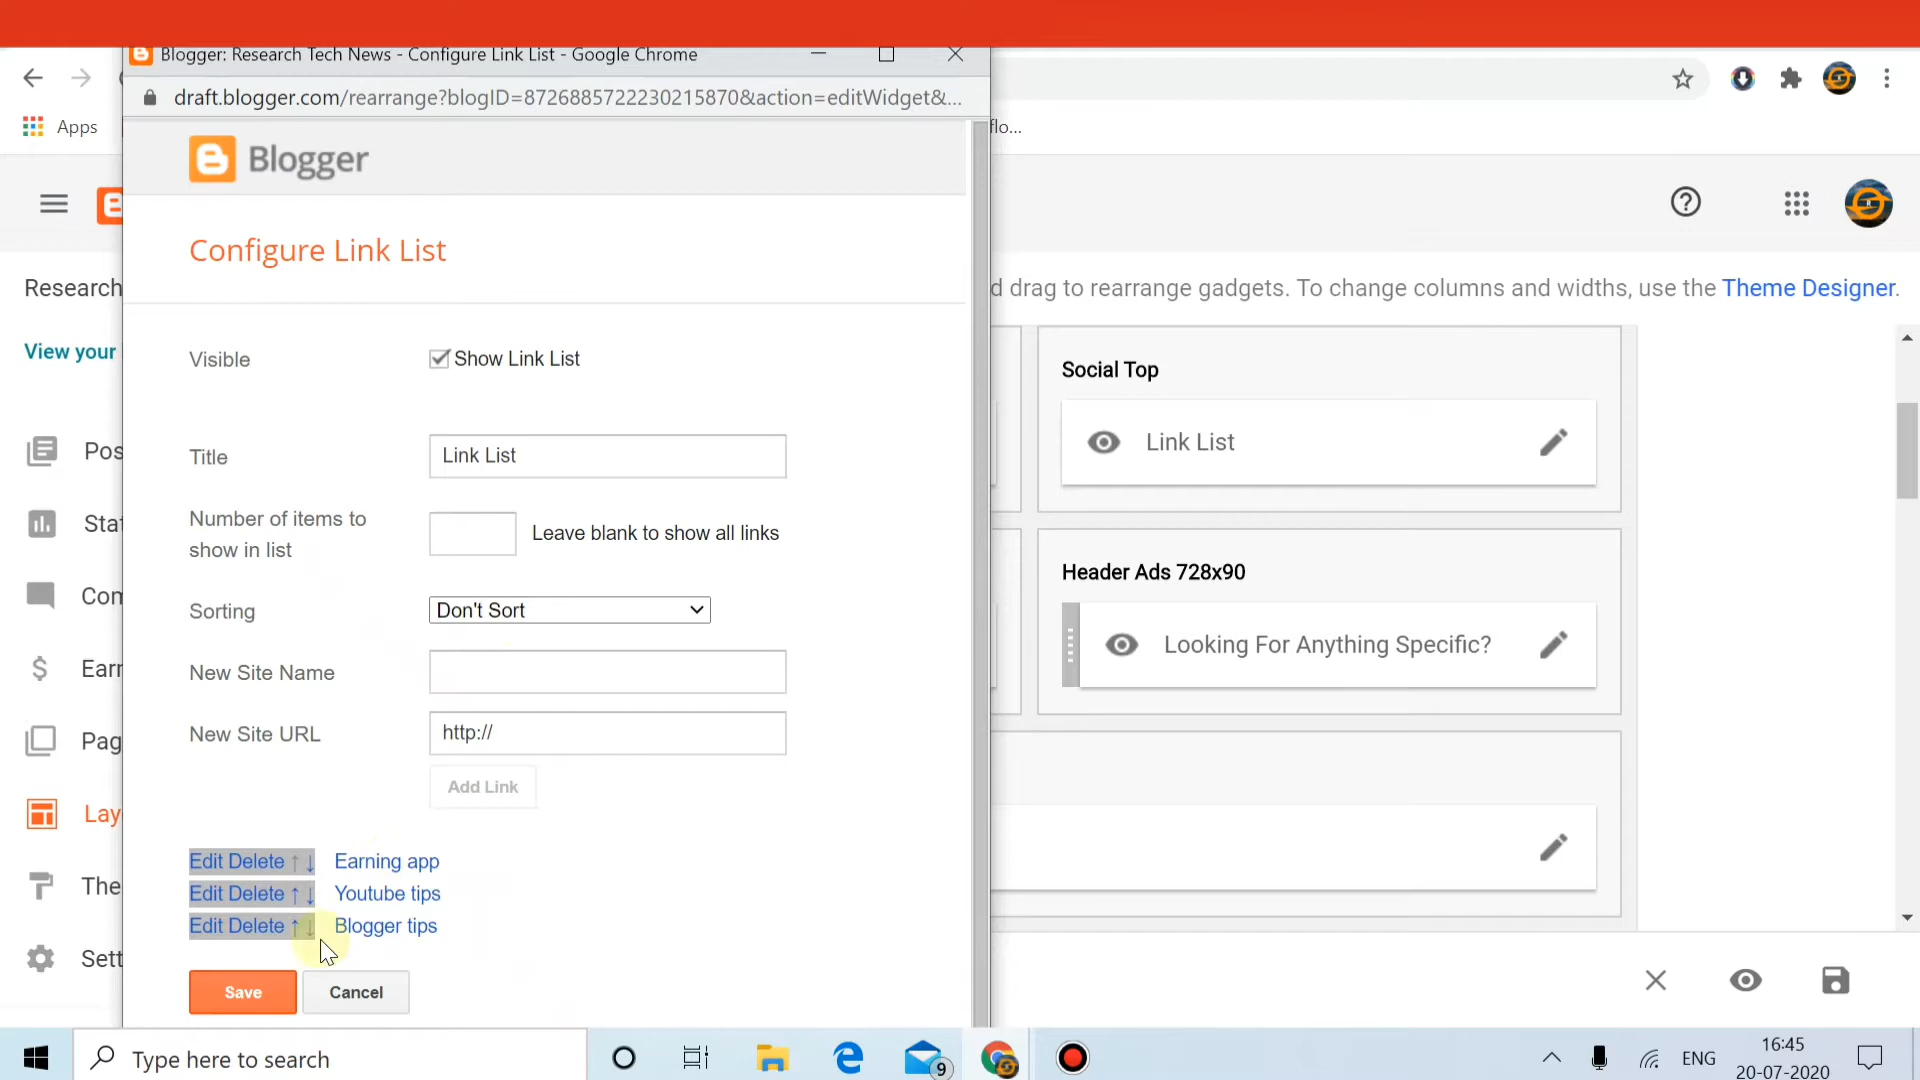 Blogger: Research Tech News - Configure Link List - Google Chrome
draft.blogger.com/rearrange?blogID=8726885722230215870&action=editWidget&...
Apps
flo...
Blogger
Configure Link List
Research
d drag to rearrange gadgets. To change columns and widths, use the Theme Designer.
View your
Visible
Show Link List
Social Top
Link List
Pos
Title
Link List
Stat
Number of items to show in list
Leave blank to show all links
Com
Header Ads 728x90
Sorting
Don't Sort
Looking For Anything Specific?
Earr
New Site Name
New Site URL
http://
Pag
Add Link
Lay
Edit Delete ↑ ↓ Earning app
Edit Delete ↑ ↓ Youtube tips
Edit Delete ↑ ↓ Blogger tips
The
Sett
Save
Cancel
Type here to search
9
ENG
16:45
20-07-2020